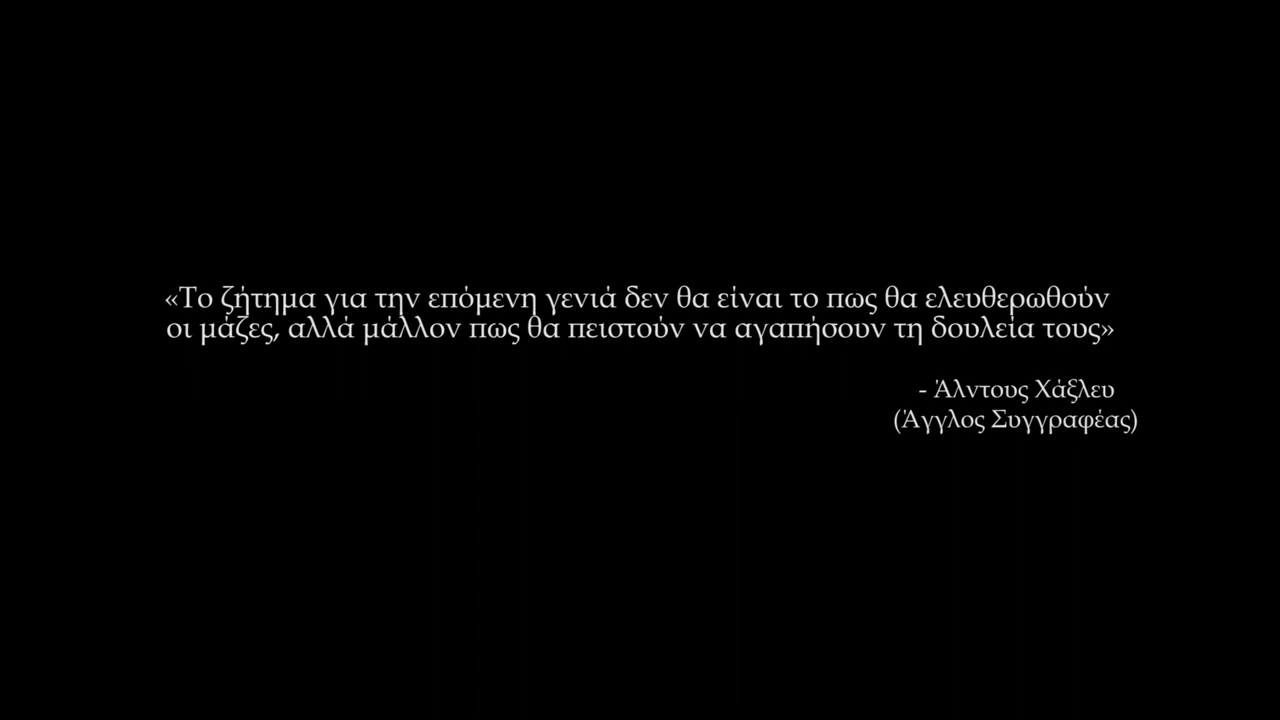 «Το ζήτημα για την επόμενη γενιά δεν θα είναι το πως θα ελευθερωθούν
οι μάζες, αλλά μάλλον πως θα πειστούν να αγαπήσουν τη δουλεία τους»
- Άλντους Χάξλευ
(Άγγλος Συγγραφέας)